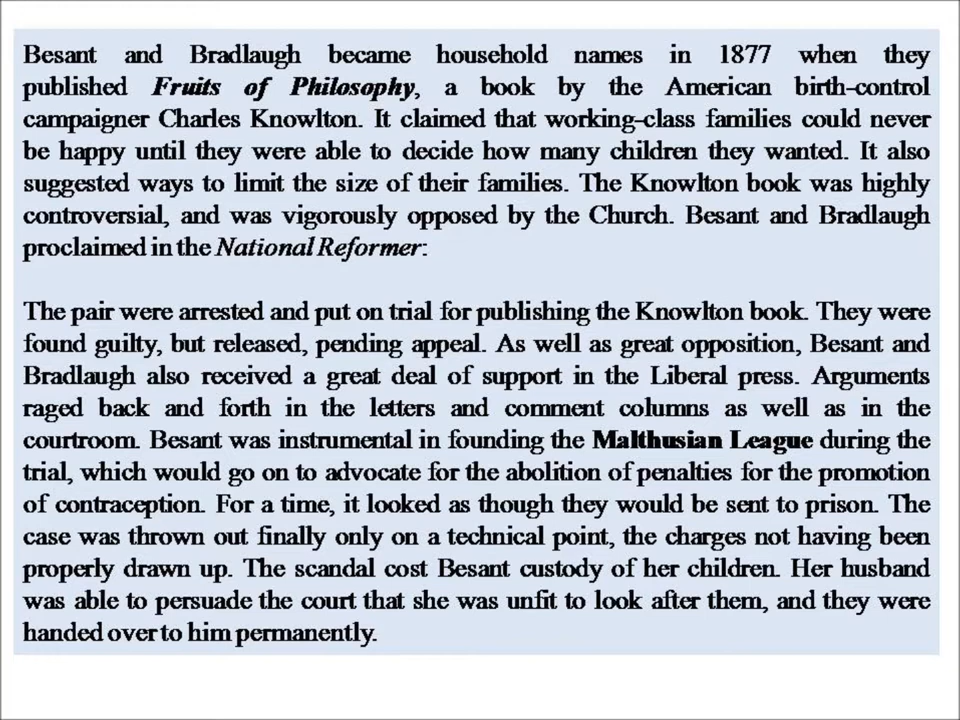 Besant and Bradlaugh became household names in 1877 when they
published Fruits of Philosophy, a book by the American birth-control
campaigner Charles Knowlton. It claimed that working-class families could never
be happy until they were able to decide how many children they wanted. It also
suggested ways to limit the size of their families. The Knowlton book was highly
controversial, and was vigorously opposed by the Church. Besant and Bradlaugh
proclaimed in the National Reformer:
The pair were arrested and put on trial for publishing the Knowlton book. They were
found guilty, but released, pending appeal. As well as great opposition, Besant and
Bradlaugh also received a great deal of support in the Liberal press. Arguments
raged back and forth in the letters and comment columns as well as in the
courtroom. Besant was instrumental in founding the Malthusian League during the
trial, which would go on to advocate for the abolition of penalties for the promotion
of contraception. For a time, it looked as though they would be sent to prison. The
case was thrown out finally only on a technical point, the charges not having been
properly drawn up. The scandal cost Besant custody of her children. Her husband
was able to persuade the court that she was unfit to look after them, and they were
handed over to him permanently.